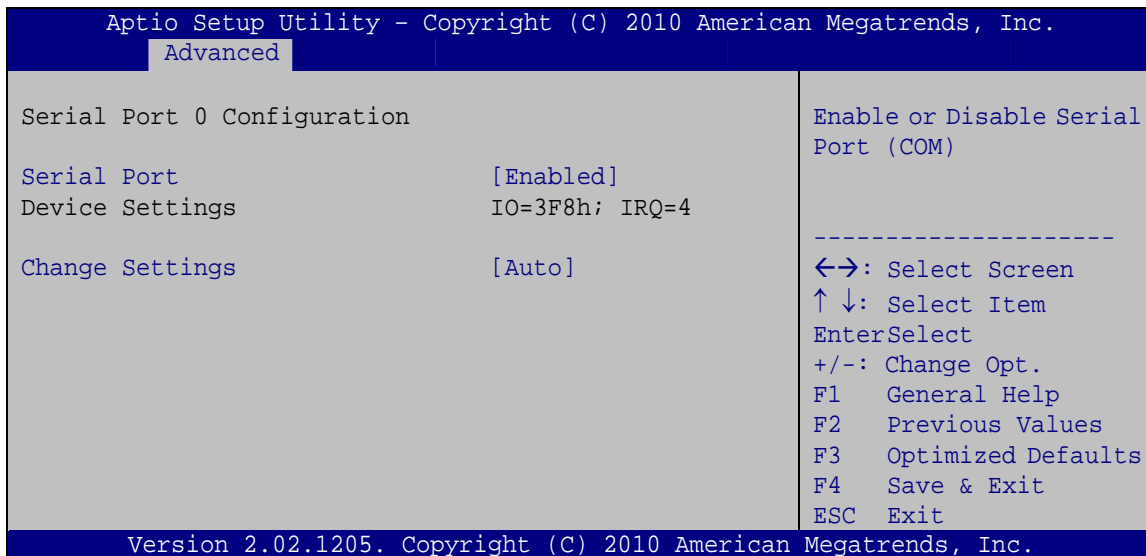 Aptio Setup Utility – Copyright (C) 2010 American Megatrends, Inc.
Advanced
Serial Port 0 Configuration
Serial Port [Enabled]
Device Settings IO=3F8h; IRQ=4
Change Settings [Auto]
Enable or Disable Serial
Port (COM)
---------------------
←→: Select Screen
↑ ↓: Select Item
EnterSelect
+/-: Change Opt.
F1 General Help
F2 Previous Values
F3 Optimized Defaults
F4 Save & Exit
ESC Exit
Version 2.02.1205. Copyright (C) 2010 American Megatrends, Inc.